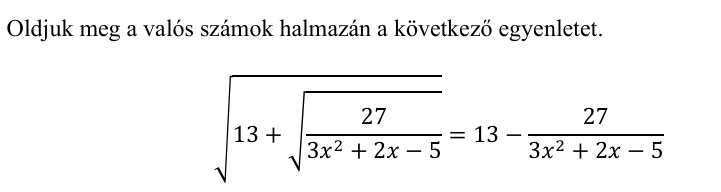 Oldjuk meg a valós számok halmazán a következő egyenletet.
√(13 + √(27/(3x² + 2x − 5))) = 13 − 27/(3x² + 2x − 5)